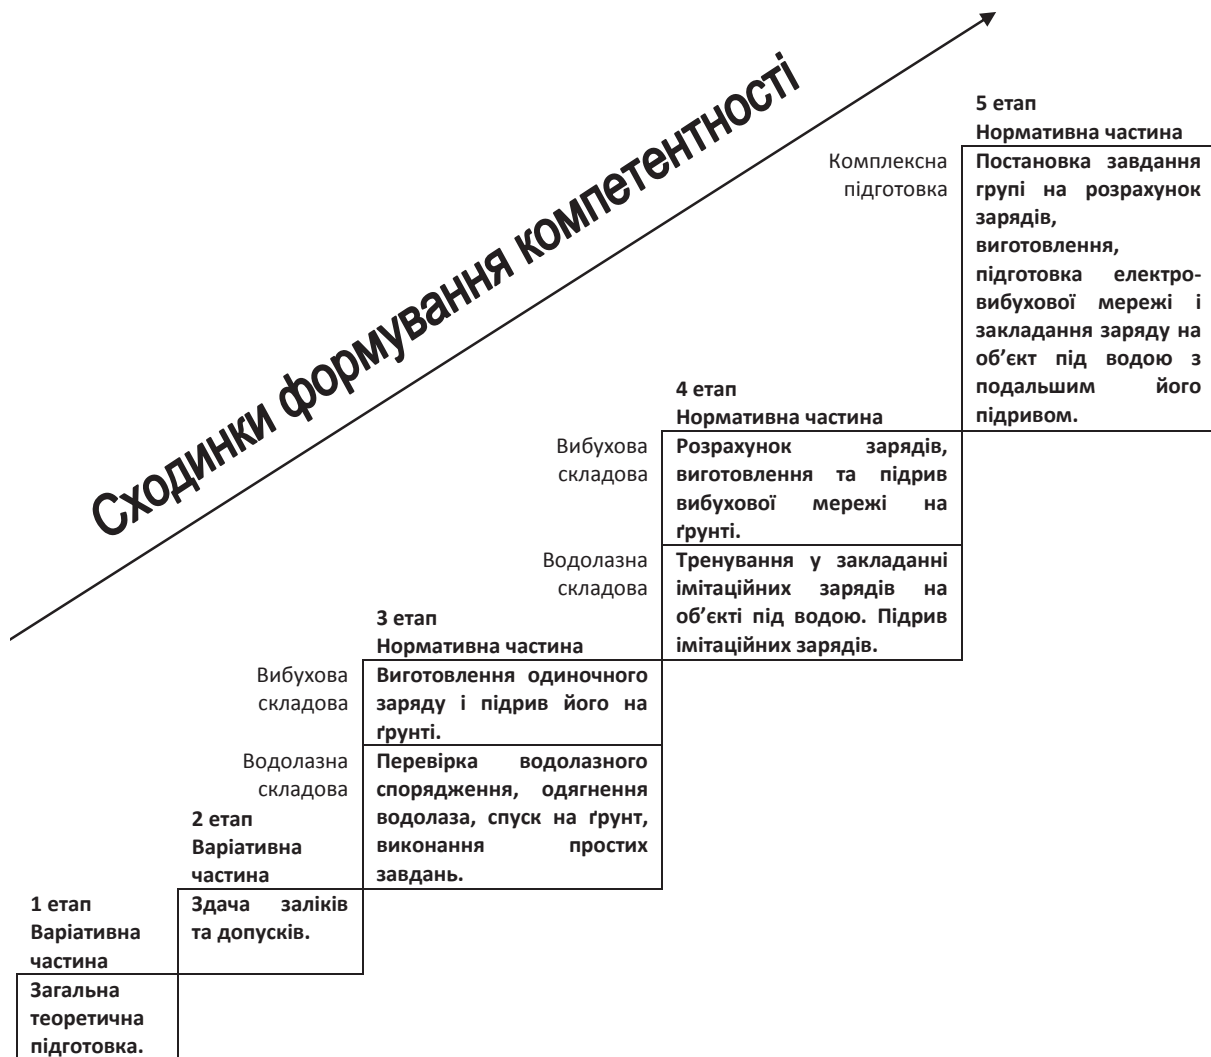 Сходинки формування компетентності
5 етап
Нормативна частина
Комплексна
підготовка
Постановка завдання
групі на розрахунок
зарядів,
виготовлення,
підготовка електро-
вибухової мережі і
закладання заряду на
об’єкт під водою з
подальшим його
підривом.
4 етап
Нормативна частина
Вибухова
складова
Розрахунок зарядів,
виготовлення та підрив
вибухової мережі на
ґрунті.
Водолазна
складова
Тренування у закладанні
імітаційних зарядів на
об’єкті під водою. Підрив
імітаційних зарядів.
3 етап
Нормативна частина
Вибухова
складова
Виготовлення одиночного
заряду і підрив його на
ґрунті.
Водолазна
складова
Перевірка водолазного
спорядження, одягнення
водолаза, спуск на ґрунт,
виконання простих
завдань.
2 етап
Варіативна
частина
Здача заліків
та допусків.
1 етап
Варіативна
частина
Загальна
теоретична
підготовка.